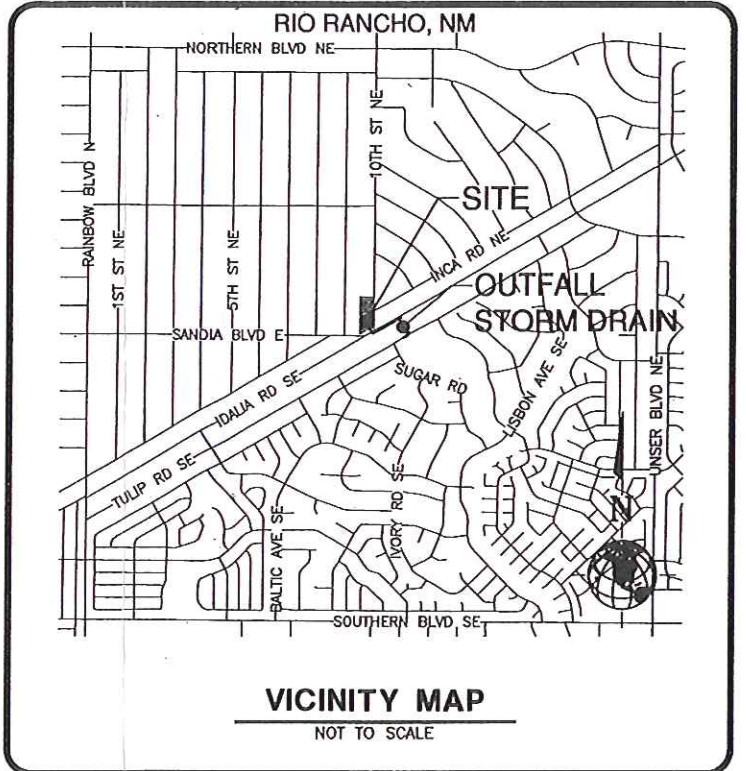 RIO RANCHO, NM
NORTHERN BLVD NE
RAINBOW BLVD N
1ST ST NE
5TH ST NE
10TH ST NE
SITE
INCA RD NE
OUTFALL
STORM DRAIN
SANDIA BLVD E
IDALIA RD SE
SUGAR RD
LISBON AVE SE
UNSER BLVD NE
TULIP RD SE
BALTIC AVE SE
IVORY RD SE
N
SOUTHERN BLVD SE
VICINITY MAP
NOT TO SCALE